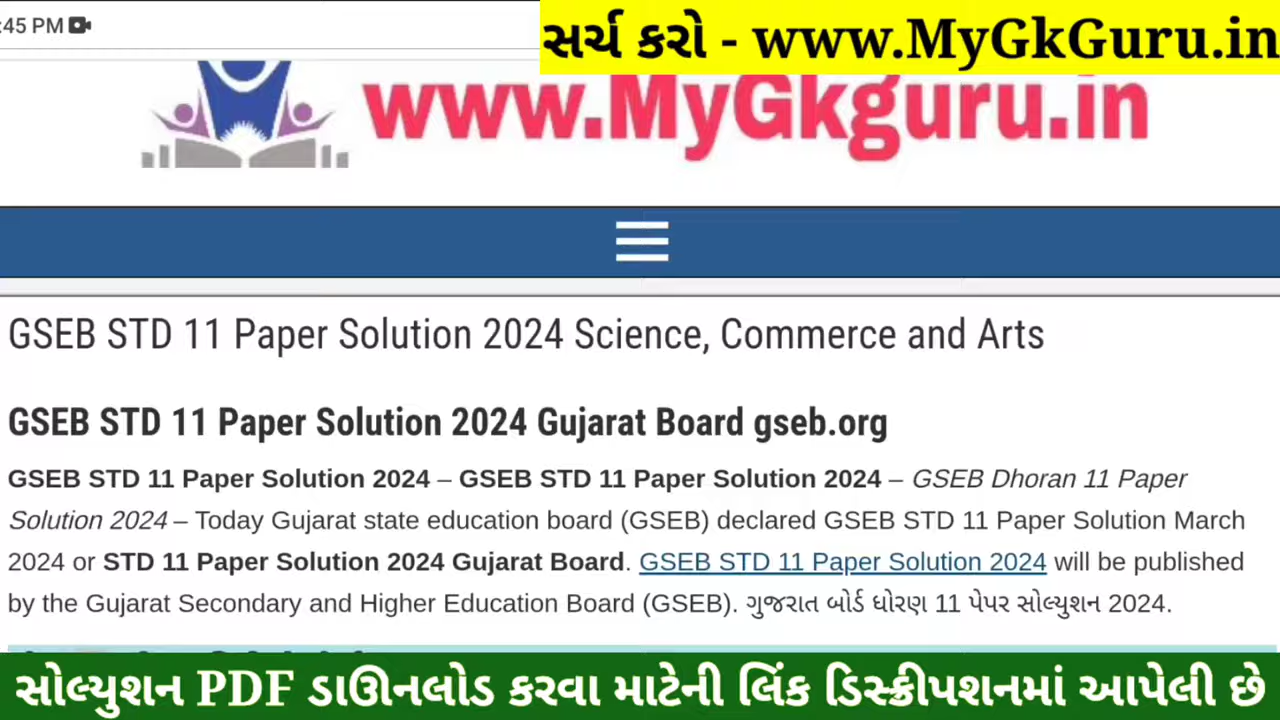 :45 PM
સર્ચ કરો - www.MyGkGuru.in
www.MyGkguru.in
GSEB STD 11 Paper Solution 2024 Science, Commerce and Arts
GSEB STD 11 Paper Solution 2024 Gujarat Board gseb.org
GSEB STD 11 Paper Solution 2024 – GSEB STD 11 Paper Solution 2024 – GSEB Dhoran 11 Paper
Solution 2024 – Today Gujarat state education board (GSEB) declared GSEB STD 11 Paper Solution March
2024 or STD 11 Paper Solution 2024 Gujarat Board. GSEB STD 11 Paper Solution 2024 will be published
by the Gujarat Secondary and Higher Education Board (GSEB). ગુજરાત બોર્ડ ધોરણ 11 પેપર સોલ્યુશન 2024.
સોલ્યુશન PDF ડાઊનલોડ કરવા માટેની લિંક ડિસ્ક્રીપશનમાં આપેલી છે